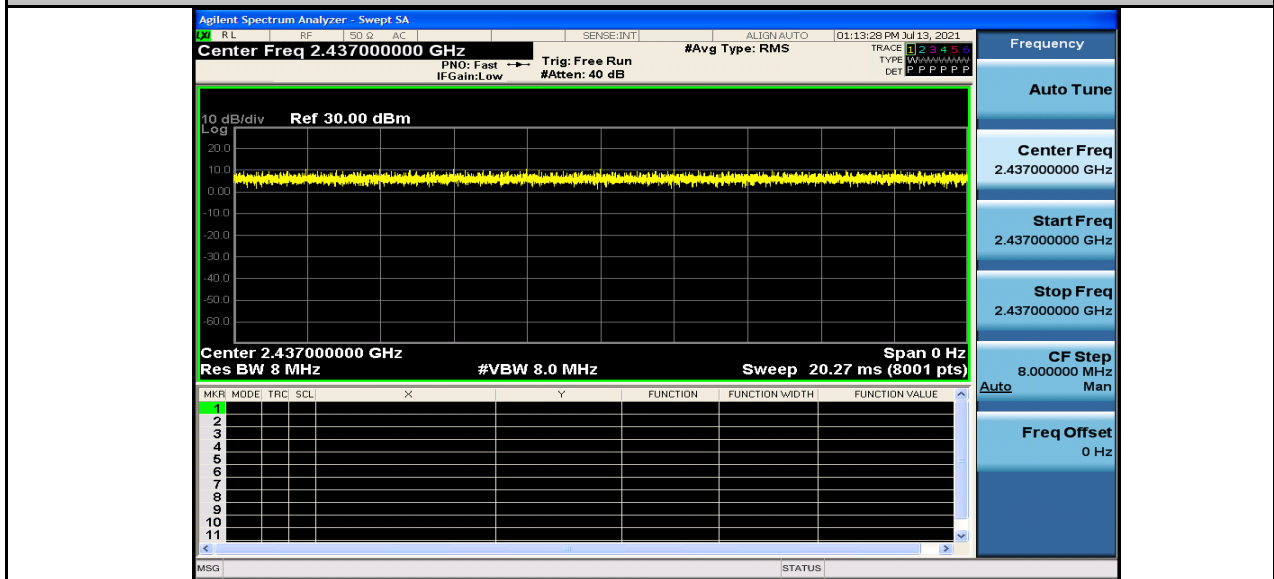 Agilent Spectrum Analyzer - Swept SA
LXI RL RF 50 Ω AC SENSE:INT ALIGN AUTO 01:13:28 PM Jul 13, 2021
Center Freq 2.437000000 GHz
PNO: Fast
IFGain:Low
Trig: Free Run
#Atten: 40 dB
#Avg Type: RMS
TRACE 1 2 3 4 5 6
TYPE WWWWWW
DET P P P P P P
10 dB/div Ref 30.00 dBm
Log
20.0
10.0
0.00
-10.0
-20.0
-30.0
-40.0
-50.0
-60.0
Center 2.437000000 GHz Span 0 Hz
Res BW 8 MHz #VBW 8.0 MHz Sweep 20.27 ms (8001 pts)
MKR MODE TRC SCL X Y FUNCTION FUNCTION WIDTH FUNCTION VALUE
1
2
3
4
5
6
7
8
9
10
11
MSG STATUS
Frequency
Auto Tune
Center Freq
2.437000000 GHz
Start Freq
2.437000000 GHz
Stop Freq
2.437000000 GHz
CF Step
8.000000 MHz
Auto Man
Freq Offset
0 Hz